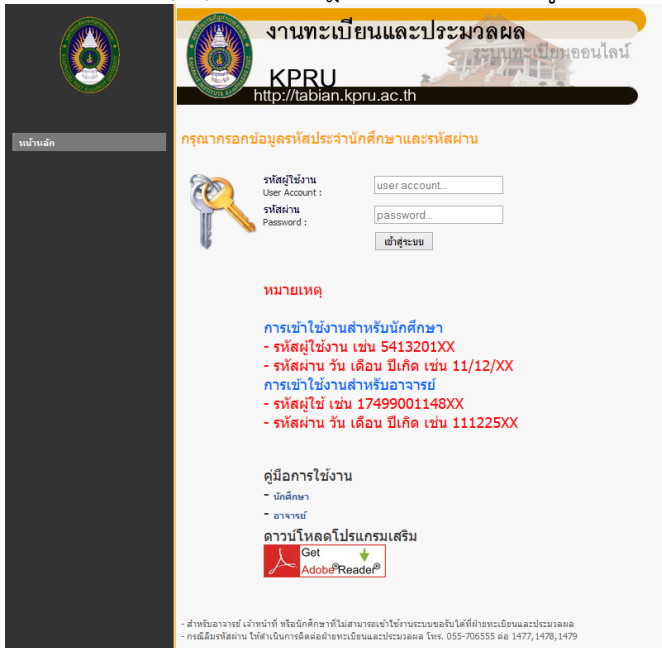 งานทะเบียนและประมวลผล
ระบบทะเบียนออนไลน์
KPRU
http://tabian.kpru.ac.th
หน้าหลัก
กรุณากรอกข้อมูลรหัสประจำนักศึกษาและรหัสผ่าน
รหัสผู้ใช้งาน
User Account :
user account...
รหัสผ่าน
Password :
password...
เข้าสู่ระบบ
หมายเหตุ
การเข้าใช้งานสำหรับนักศึกษา
- รหัสผู้ใช้งาน เช่น 5413201XX
- รหัสผ่าน วัน เดือน ปีเกิด เช่น 11/12/XX
การเข้าใช้งานสำหรับอาจารย์
- รหัสผู้ใช้ เช่น 17499001148XX
- รหัสผ่าน วัน เดือน ปีเกิด เช่น 111225XX
คู่มือการใช้งาน
- นักศึกษา
- อาจารย์
ดาวน์โหลดโปรแกรมเสริม
Get
Adobe® Reader®
- สำหรับอาจารย์ เจ้าหน้าที่ หรือนักศึกษาที่ไม่สามารถเข้าใช้งานระบบขอรับได้ที่ฝ่ายทะเบียนและประมวลผล
- กรณีลืมรหัสผ่าน ให้ดำเนินการติดต่อฝ่ายทะเบียนและประมวลผล โทร. 055-706555 ต่อ 1477,1478,1479